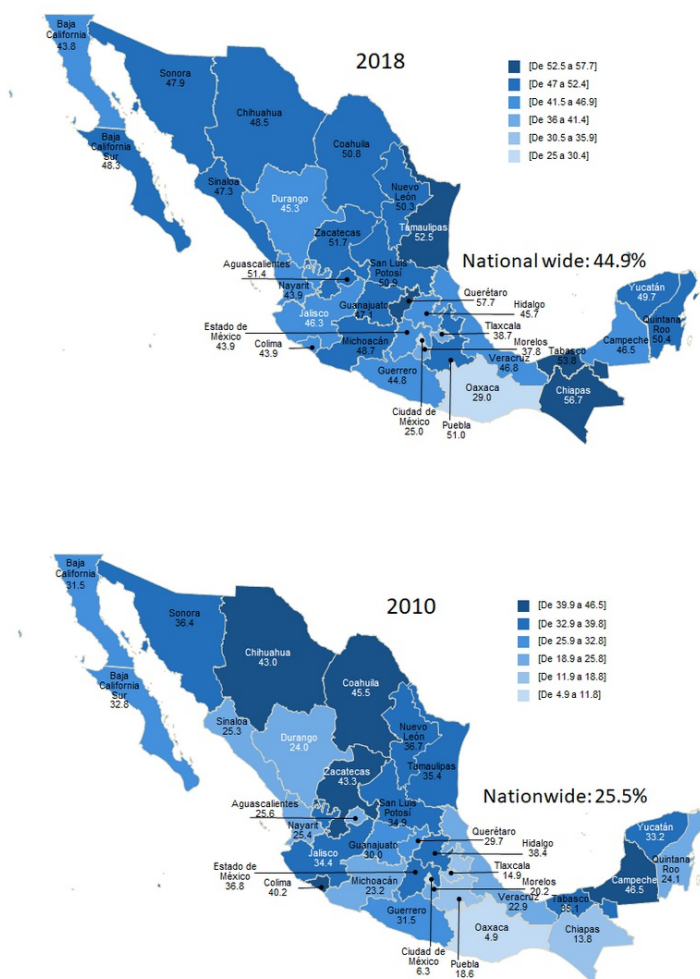 2018
[De 52.5 a 57.7]
[De 47 a 52.4]
[De 41.5 a 46.9]
[De 36 a 41.4]
[De 30.5 a 35.9]
[De 25 a 30.4]
Baja
California
43.8
Sonora
47.9
Chihuahua
48.5
Coahuila
50.8
Baja
California
Sur
48.3
Sinaloa
47.3
Durango
45.3
Nuevo
León
50.3
Zacatecas
51.7
Tamaulipas
52.5
National wide: 44.9%
Aguascalientes
51.4
San Luis
Potosí
50.9
Nayarit
43.9
Querétaro
57.7
Hidalgo
45.7
Yucatán
49.7
Jalisco
46.3
Guanajuato
47.1
Estado de
México
43.9
Colima
43.9
Michoacán
48.7
Tlaxcala
38.7
Morelos
37.8
Veracruz
46.8
Quintana
Roo
50.4
Campeche
46.5
Tabasco
53.8
Guerrero
44.8
Oaxaca
29.0
Chiapas
56.7
Ciudad de
México
25.0
Puebla
51.0
2010
[De 39.9 a 46.5]
[De 32.9 a 39.8]
[De 25.9 a 32.8]
[De 18.9 a 25.8]
[De 11.9 a 18.8]
[De 4.9 a 11.8]
Baja
California
31.5
Sonora
36.4
Chihuahua
43.0
Coahuila
45.5
Baja
California
Sur
32.8
Sinaloa
25.3
Durango
24.0
Nuevo
León
36.7
Zacatecas
43.3
Tamaulipas
35.4
Nationwide: 25.5%
Aguascalientes
25.6
San Luis
Potosí
34.9
Nayarit
25.4
Querétaro
29.7
Hidalgo
38.4
Yucatán
33.2
Jalisco
34.4
Guanajuato
30.0
Estado de
México
36.8
Colima
40.2
Michoacán
23.2
Tlaxcala
14.9
Morelos
20.2
Veracruz
22.9
Quintana
Roo
24.1
Campeche
46.5
Tabasco
35.1
Guerrero
31.5
Oaxaca
4.9
Chiapas
13.8
Ciudad de
México
6.3
Puebla
18.6